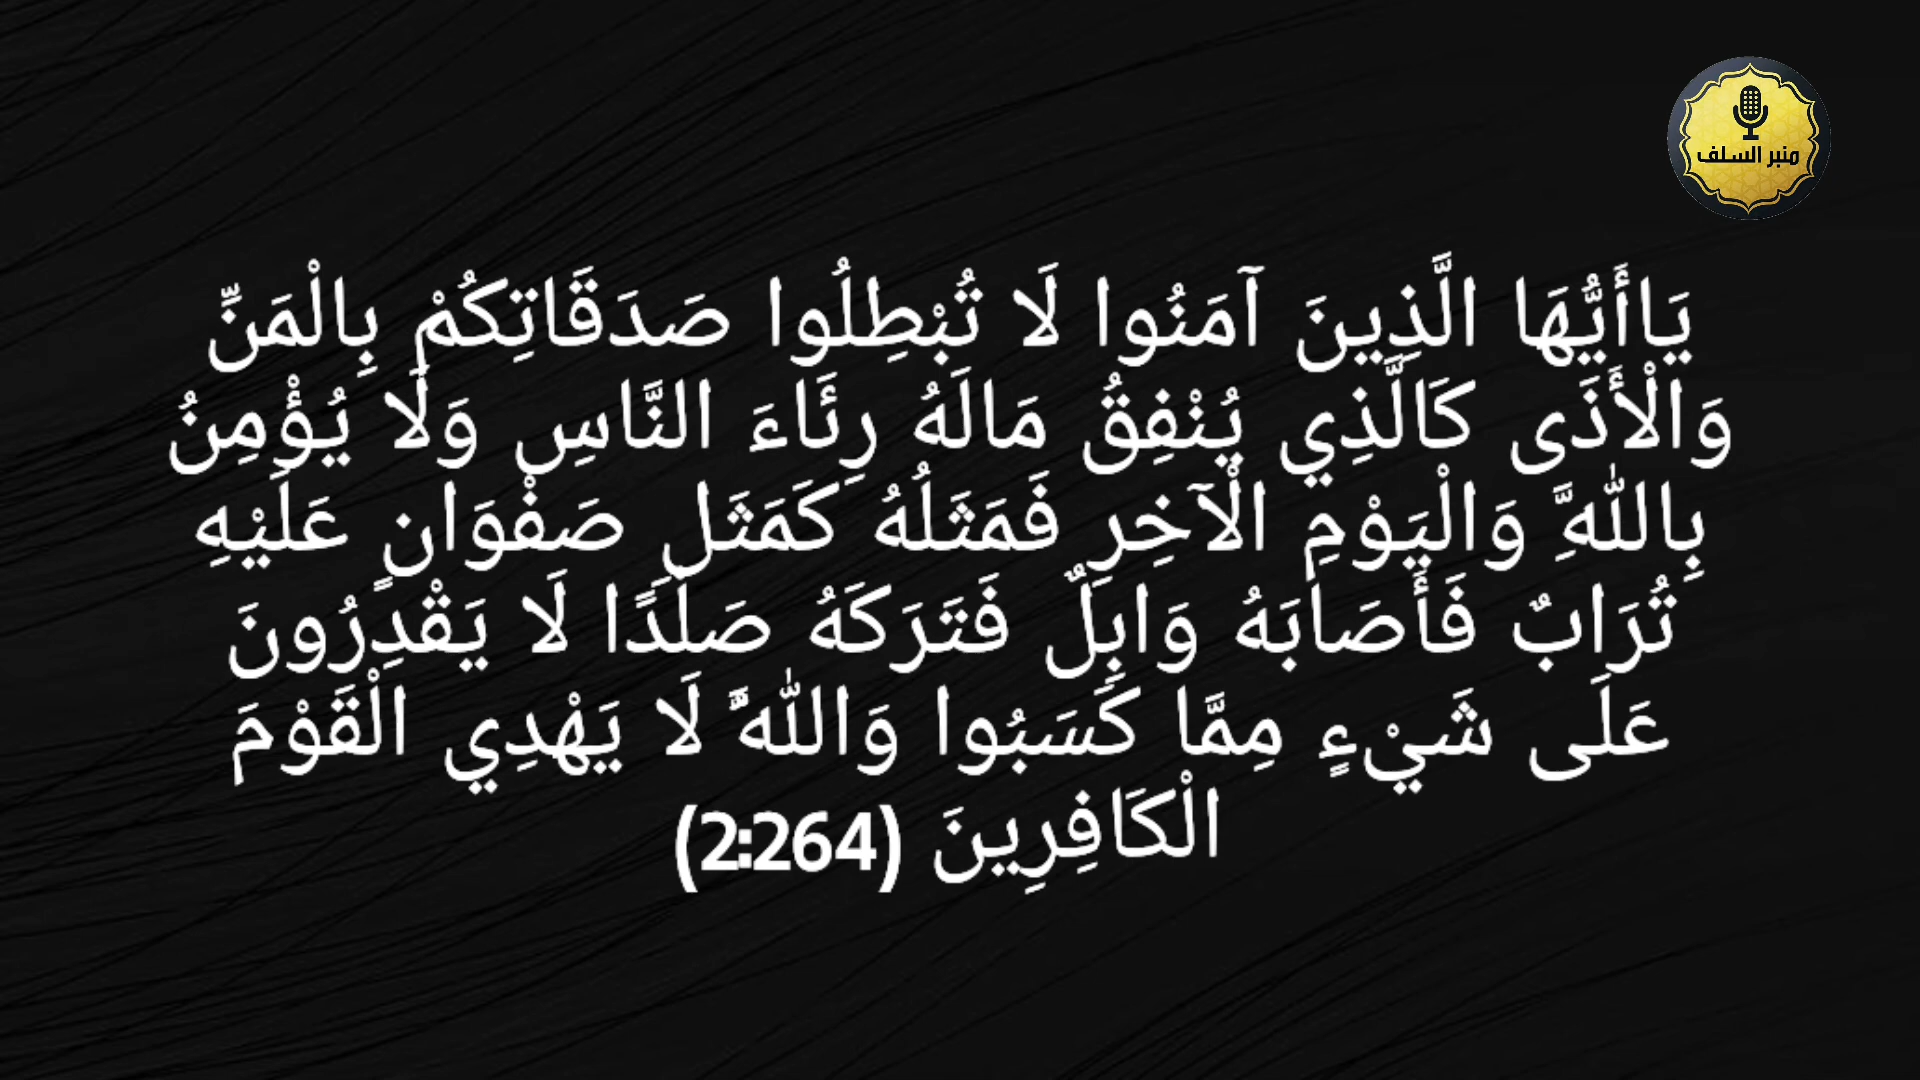 منبر السلف
يَاأَيُّهَا الَّذِينَ آمَنُوا لَا تُبْطِلُوا صَدَقَاتِكُمْ بِالْمَنِّ
وَالْأَذَى كَالَّذِي يُنْفِقُ مَالَهُ رِئَاءَ النَّاسِ وَلَا يُؤْمِنُ
بِاللَّهِ وَالْيَوْمِ الْآخِرِ فَمَثَلُهُ كَمَثَلِ صَفْوَانٍ عَلَيْهِ
تُرَابٌ فَأَصَابَهُ وَابِلٌ فَتَرَكَهُ صَلْدًا لَا يَقْدِرُونَ
عَلَى شَيْءٍ مِمَّا كَسَبُوا وَاللَّهُ لَا يَهْدِي الْقَوْمَ
الْكَافِرِينَ (2:264)